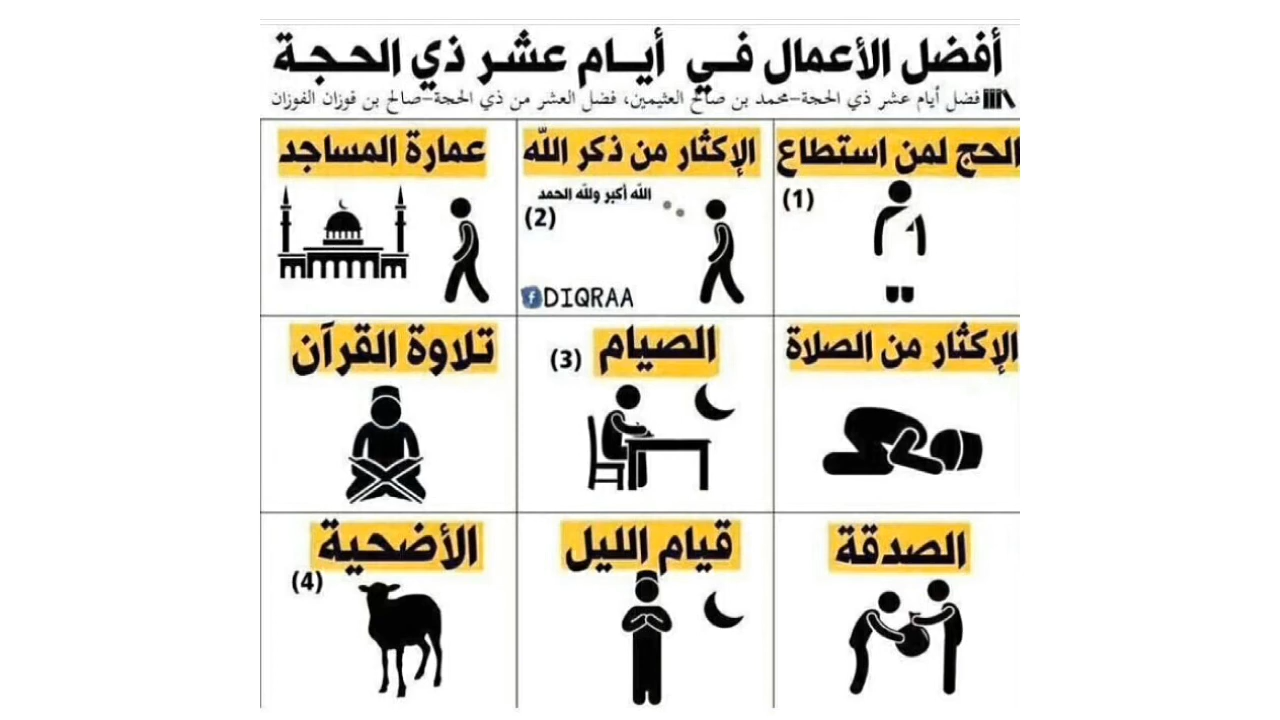 أفضل الأعمال في أيام عشر ذي الحجة
فضل أيام عشر ذي الحجة-محمد بن صالح العثيمين، فضل العشر من ذي الحجة-صالح بن فوزان الفوزان
الحج لمن استطاع
(1)
الإكثار من ذكر الله
الله أكبر ولله الحمد
(2)
DIQRAA
عمارة المساجد
الإكثار من الصلاة
الصيام (3)
تلاوة القرآن
الصدقة
قيام الليل
الأضحية
(4)